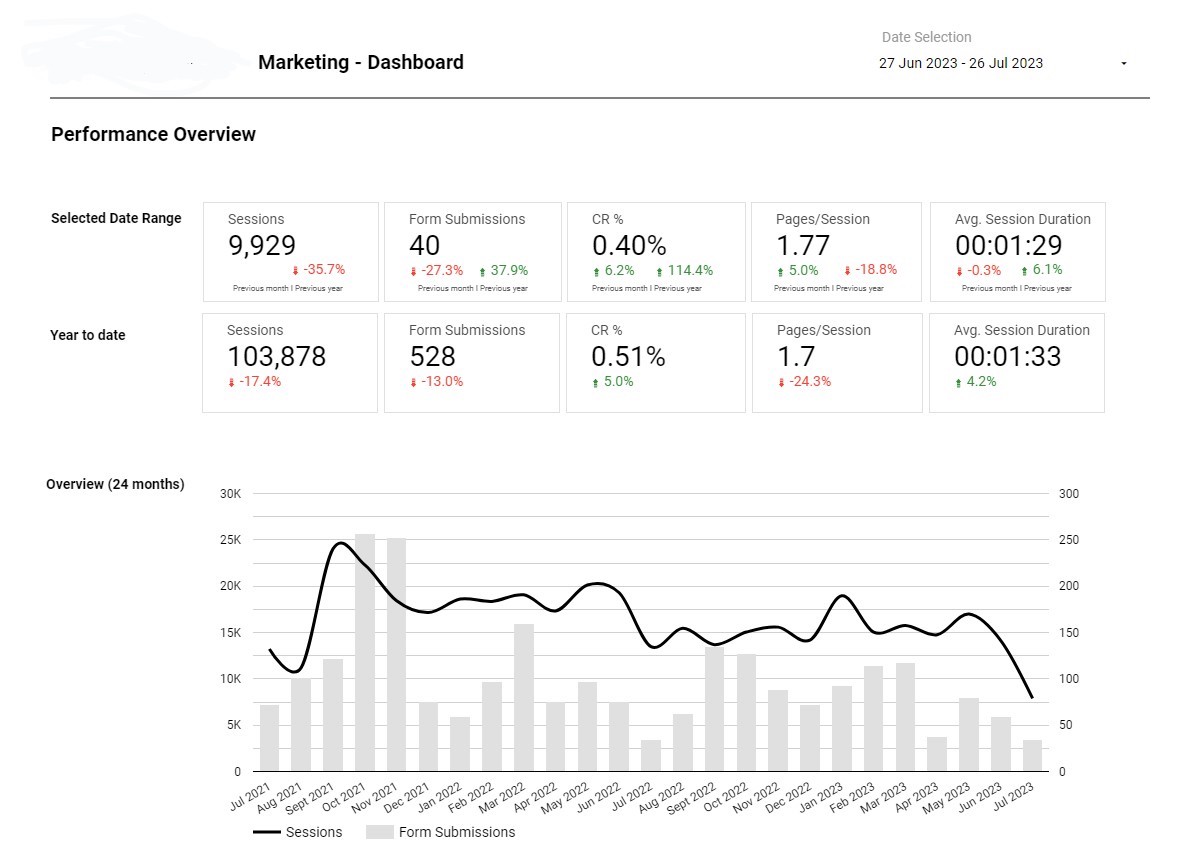 Date Selection
Marketing - Dashboard
27 Jun 2023 - 26 Jul 2023
Performance Overview
Selected Date Range
Sessions
9,929
-35.7%
Previous month I Previous year
Form Submissions
40
-27.3% 37.9%
Previous month I Previous year
CR %
0.40%
6.2% 114.4%
Previous month I Previous year
Pages/Session
1.77
5.0% -18.8%
Previous month I Previous year
Avg. Session Duration
00:01:29
-0.3% 6.1%
Previous month I Previous year
Year to date
Sessions
103,878
-17.4%
Form Submissions
528
-13.0%
CR %
0.51%
5.0%
Pages/Session
1.7
-24.3%
Avg. Session Duration
00:01:33
4.2%
Overview (24 months)
30K 300
25K 250
20K 200
15K 150
10K 100
5K 50
0 0
Jul 2021 Aug 2021 Sept 2021 Oct 2021 Nov 2021 Dec 2021 Jan 2022 Feb 2022 Mar 2022 Apr 2022 May 2022 Jun 2022 Jul 2022 Aug 2022 Sept 2022 Oct 2022 Nov 2022 Dec 2022 Jan 2023 Feb 2023 Mar 2023 Apr 2023 May 2023 Jun 2023 Jul 2023
Sessions Form Submissions